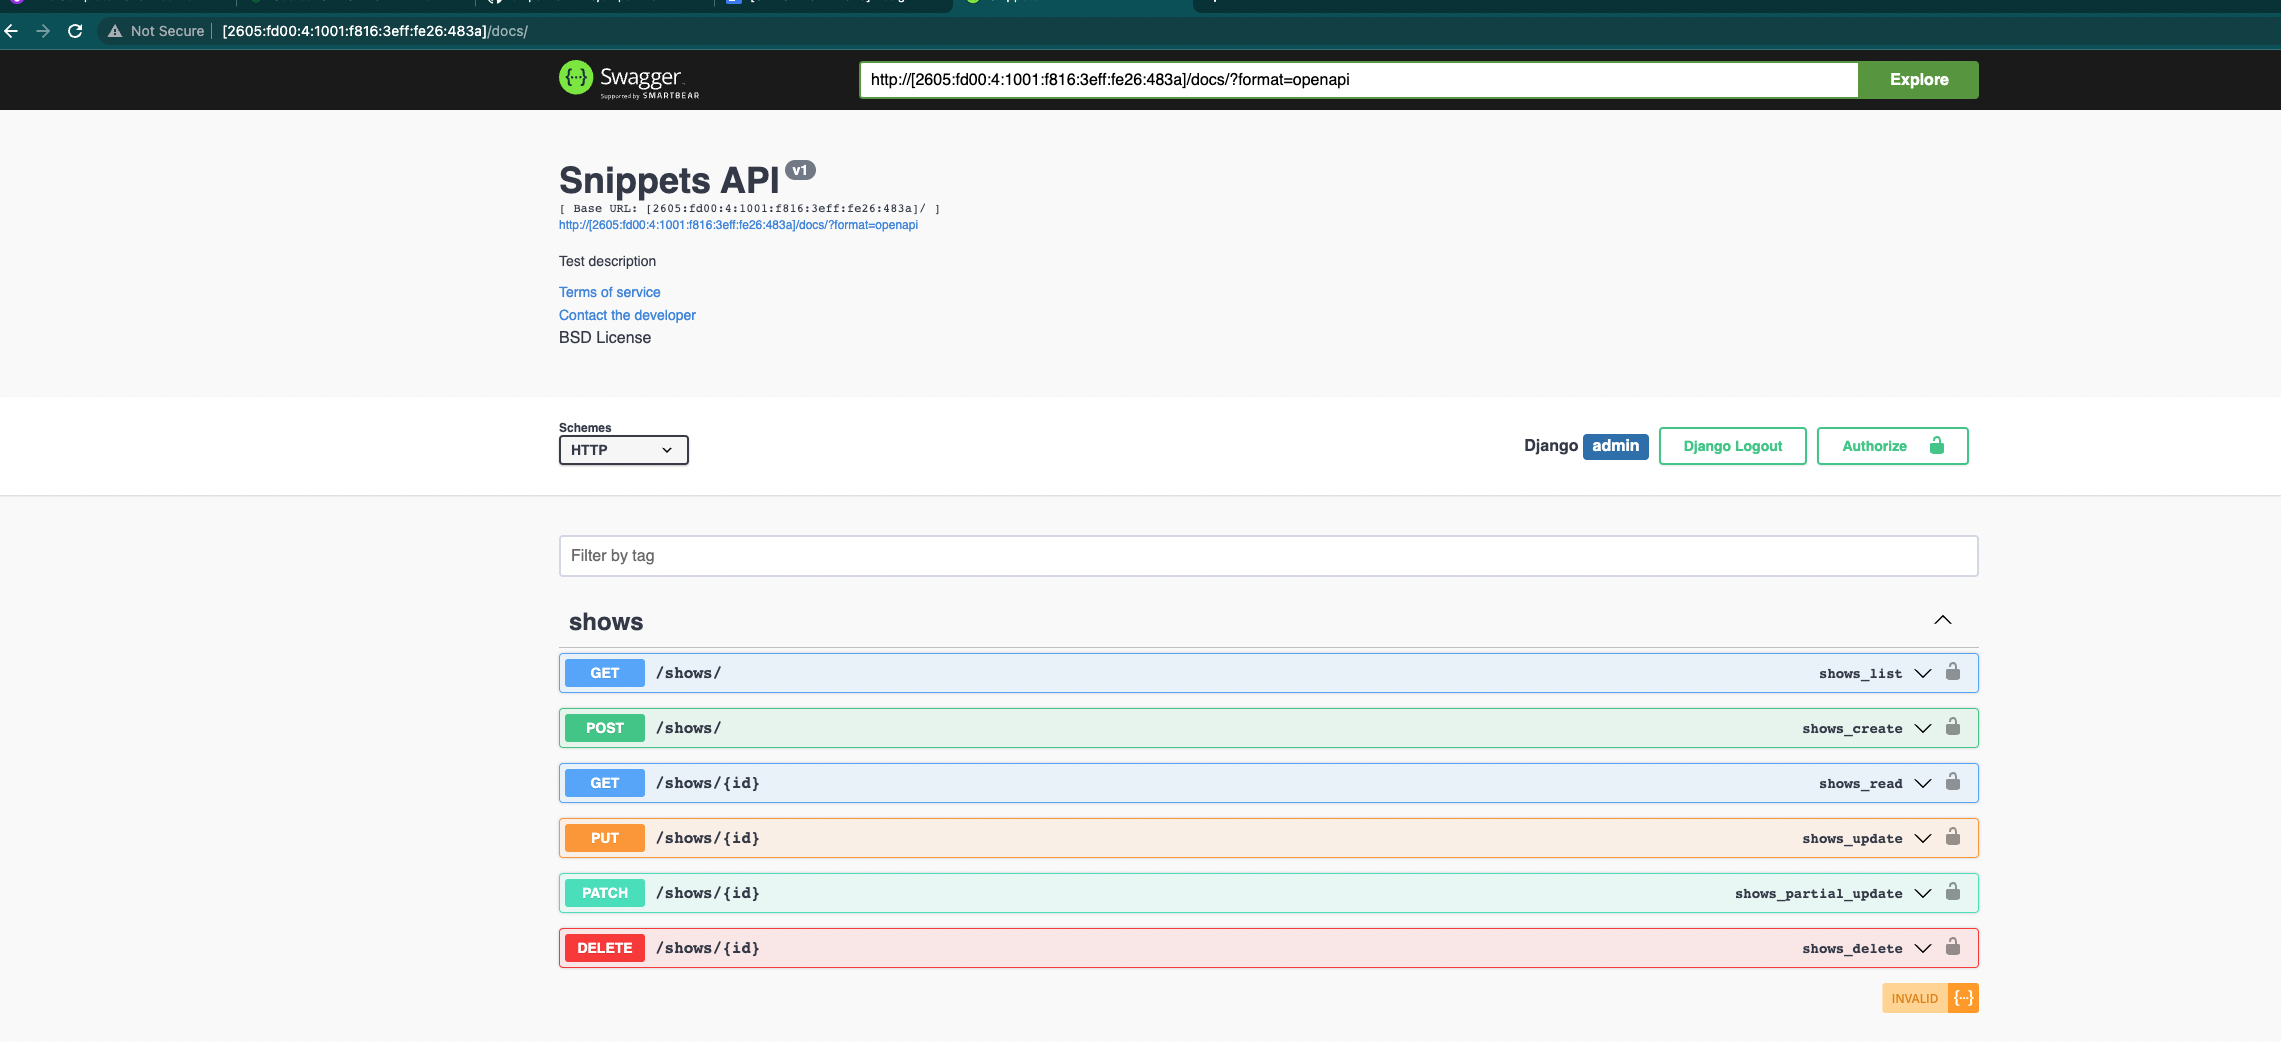 Not Secure | [2605:fd00:4:1001:f816:3eff:fe26:483a]/docs/
Swagger
Supported by SMARTBEAR
http://[2605:fd00:4:1001:f816:3eff:fe26:483a]/docs/?format=openapi
Explore
Snippets API v1
[ Base URL: [2605:fd00:4:1001:f816:3eff:fe26:483a]/ ]
http://[2605:fd00:4:1001:f816:3eff:fe26:483a]/docs/?format=openapi
Test description
Terms of service
Contact the developer
BSD License
Schemes
HTTP
Django admin
Django Logout
Authorize
Filter by tag
shows
GET /shows/ shows_list
POST /shows/ shows_create
GET /shows/{id} shows_read
PUT /shows/{id} shows_update
PATCH /shows/{id} shows_partial_update
DELETE /shows/{id} shows_delete
INVALID {...}